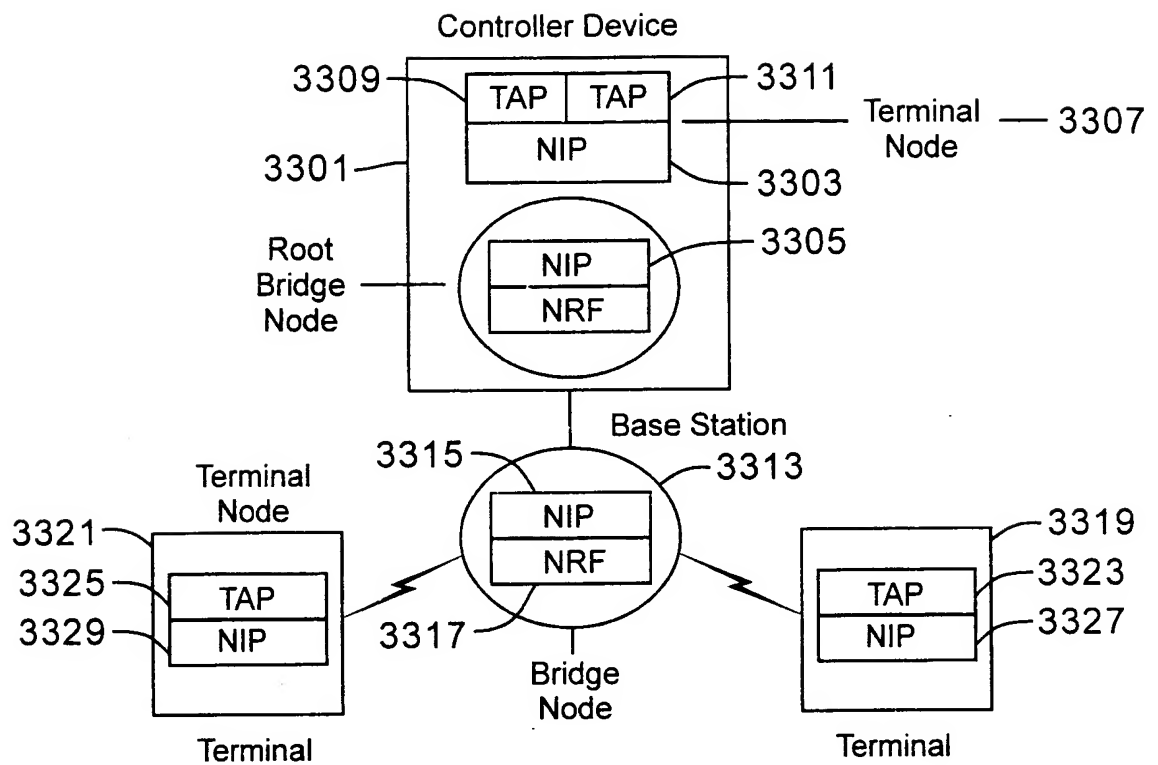 Controller Device
3309
TAP
TAP
3311
NIP
Terminal
Node
3307
3301
3303
Root
Bridge
Node
NIP
NRF
3305
Base Station
3315
3313
Terminal
Node
NIP
NRF
3321
3319
3325
TAP
3329
NIP
3317
TAP
3323
NIP
3327
Bridge
Node
Terminal
Terminal